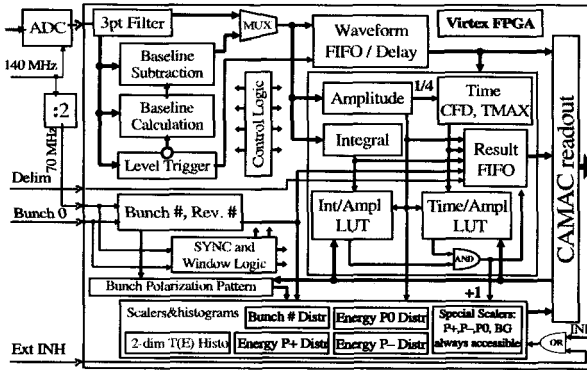 ADC
3pt Filter
MUX
Waveform
FIFO / Delay
Virtex FPGA
140 MHz
:2
70 MHz
Baseline
Subtraction
Baseline
Calculation
Level Trigger
Control Logic
Amplitude
1/4
Time
CFD, TMAX
Integral
Result
FIFO
CAMAC readout
Delim
Bunch 0
Bunch #, Rev. #
Int/Ampl
LUT
Time/Ampl
LUT
SYNC and
Window Logic
AND
Bunch Polarization Pattern
+1
Scalers&histograms
Bunch # Distr
Energy P0 Distr
Special Scalers:
P+,P–,P0, BG
always accessible
2-dim T(E) Histo
Energy P+ Distr
Energy P– Distr
INH
OR
Ext INH